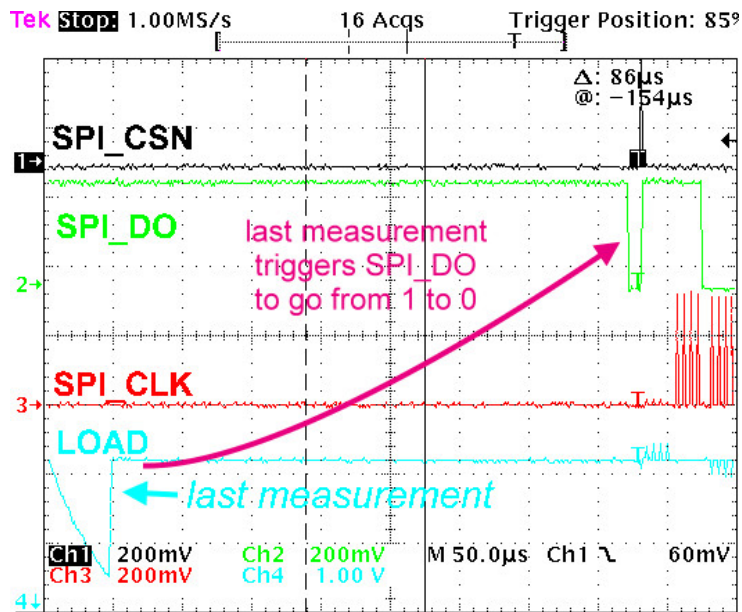 Tek Stop: 1.00MS/s 16 Acqs Trigger Position: 85%
T
Δ: 86µs
@: -154µs
SPI_CSN
1→
T
SPI_DO
last measurement
triggers SPI_DO
to go from 1 to 0
2→
T
SPI_CLK
3→
T
LOAD
T
last measurement
Ch1 200mV Ch2 200mV M 50.0µs Ch1 ʅ 60mV
Ch3 200mV Ch4 1.00 V
4↓